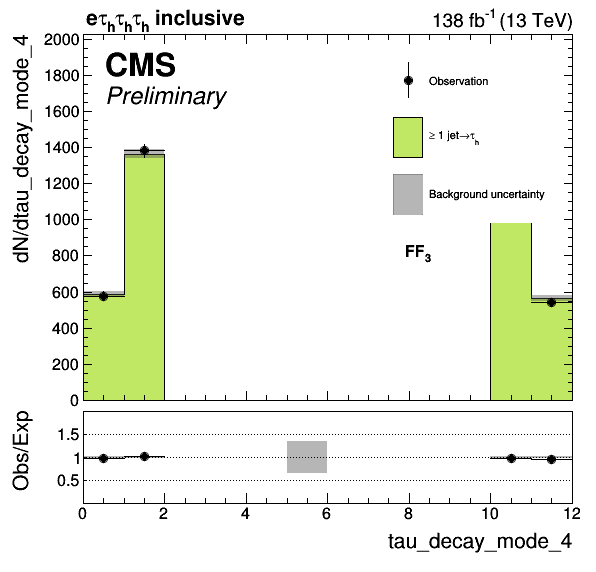 eτhτhτh inclusive
138 fb-1 (13 TeV)
CMS
Preliminary
Observation
≥ 1 jet→τh
Background uncertainty
FF3
dN/dtau_decay_mode_4
2000
1800
1600
1400
1200
1000
800
600
400
200
0
Obs/Exp
1.5
1
0.5
0 2 4 6 8 10 12
tau_decay_mode_4